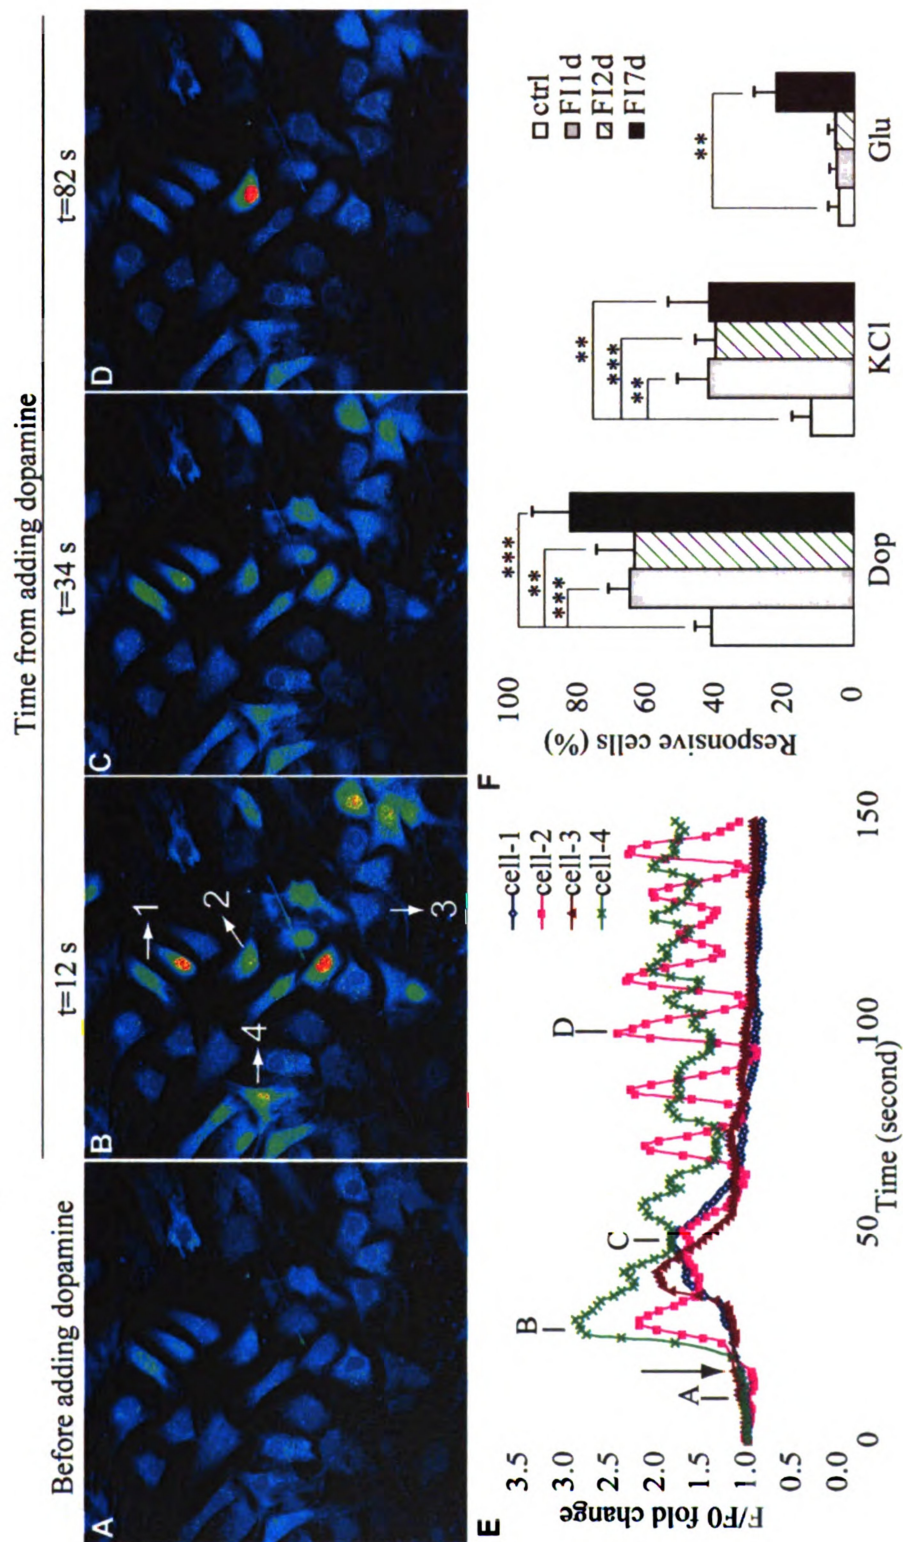 Before adding dopamine
Time from adding dopamine
t=12 s
t=34 s
t=82 s
A
B
C
D
1
2
3
4
E
F/F0 fold change
3.5
3.0
2.5
2.0
1.5
1.0
0.5
0.0
A
B
C
D
cell-1
cell-2
cell-3
cell-4
0
50
100
150
Time (second)
F
Responsive cells (%)
100
80
60
40
20
0
***
**
***
**
***
**
**
ctrl
FI1d
FI2d
FI7d
Dop
KCl
Glu